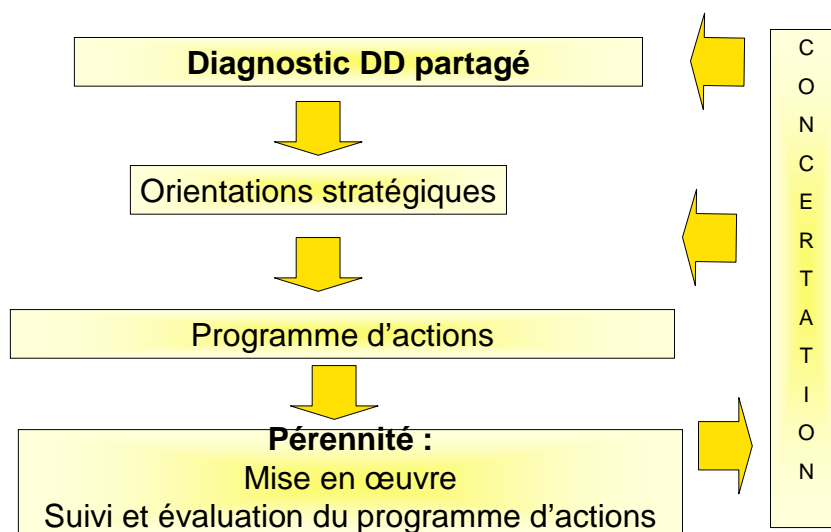 Diagnostic DD partagé
Orientations stratégiques
Programme d’actions
Pérennité :
Mise en œuvre
Suivi et évaluation du programme d’actions
C
O
N
C
E
R
T
A
T
I
O
N